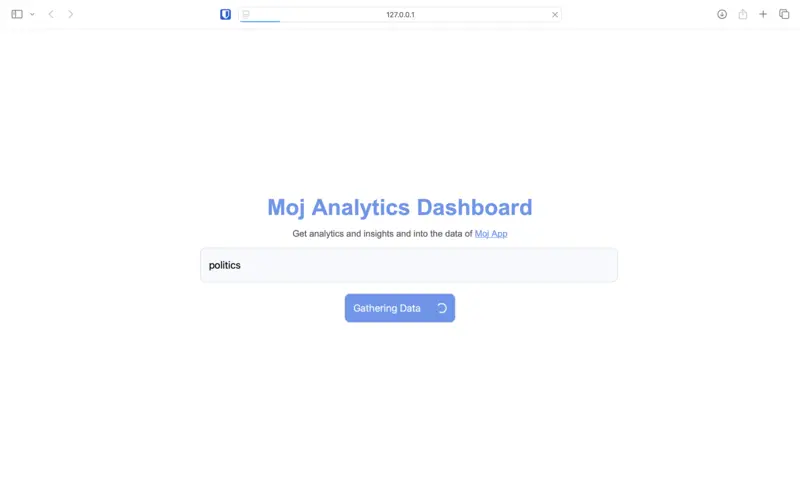 127.0.0.1
Moj Analytics Dashboard
Get analytics and insights and into the data of Moj App
politics
Gathering Data